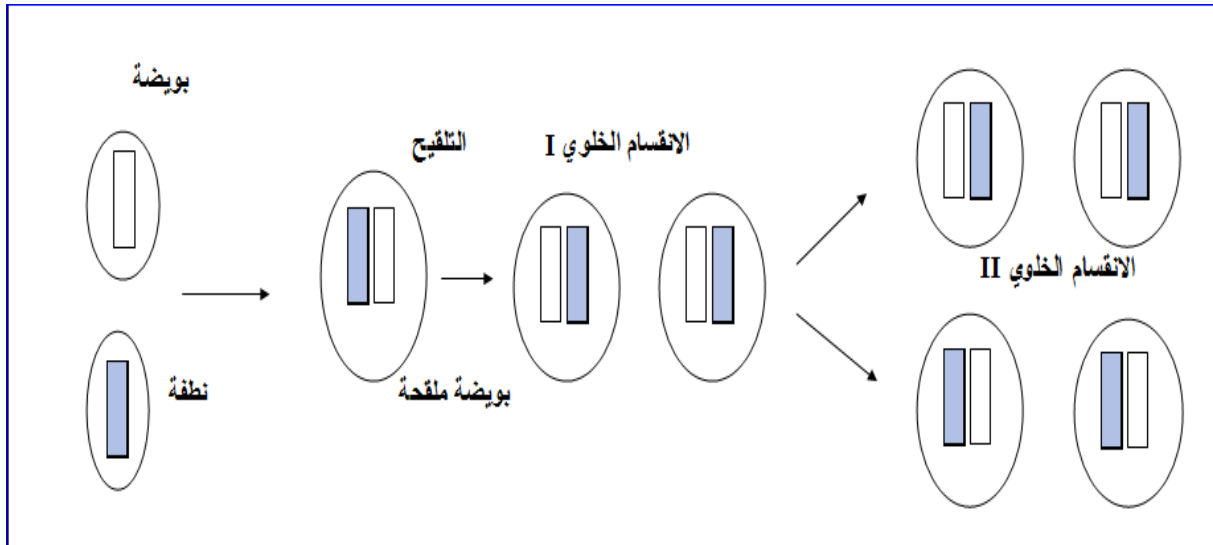 بويضة
نطفة
التلقيح
بويضة ملقحة
الانقسام الخلوي I
الانقسام الخلوي II